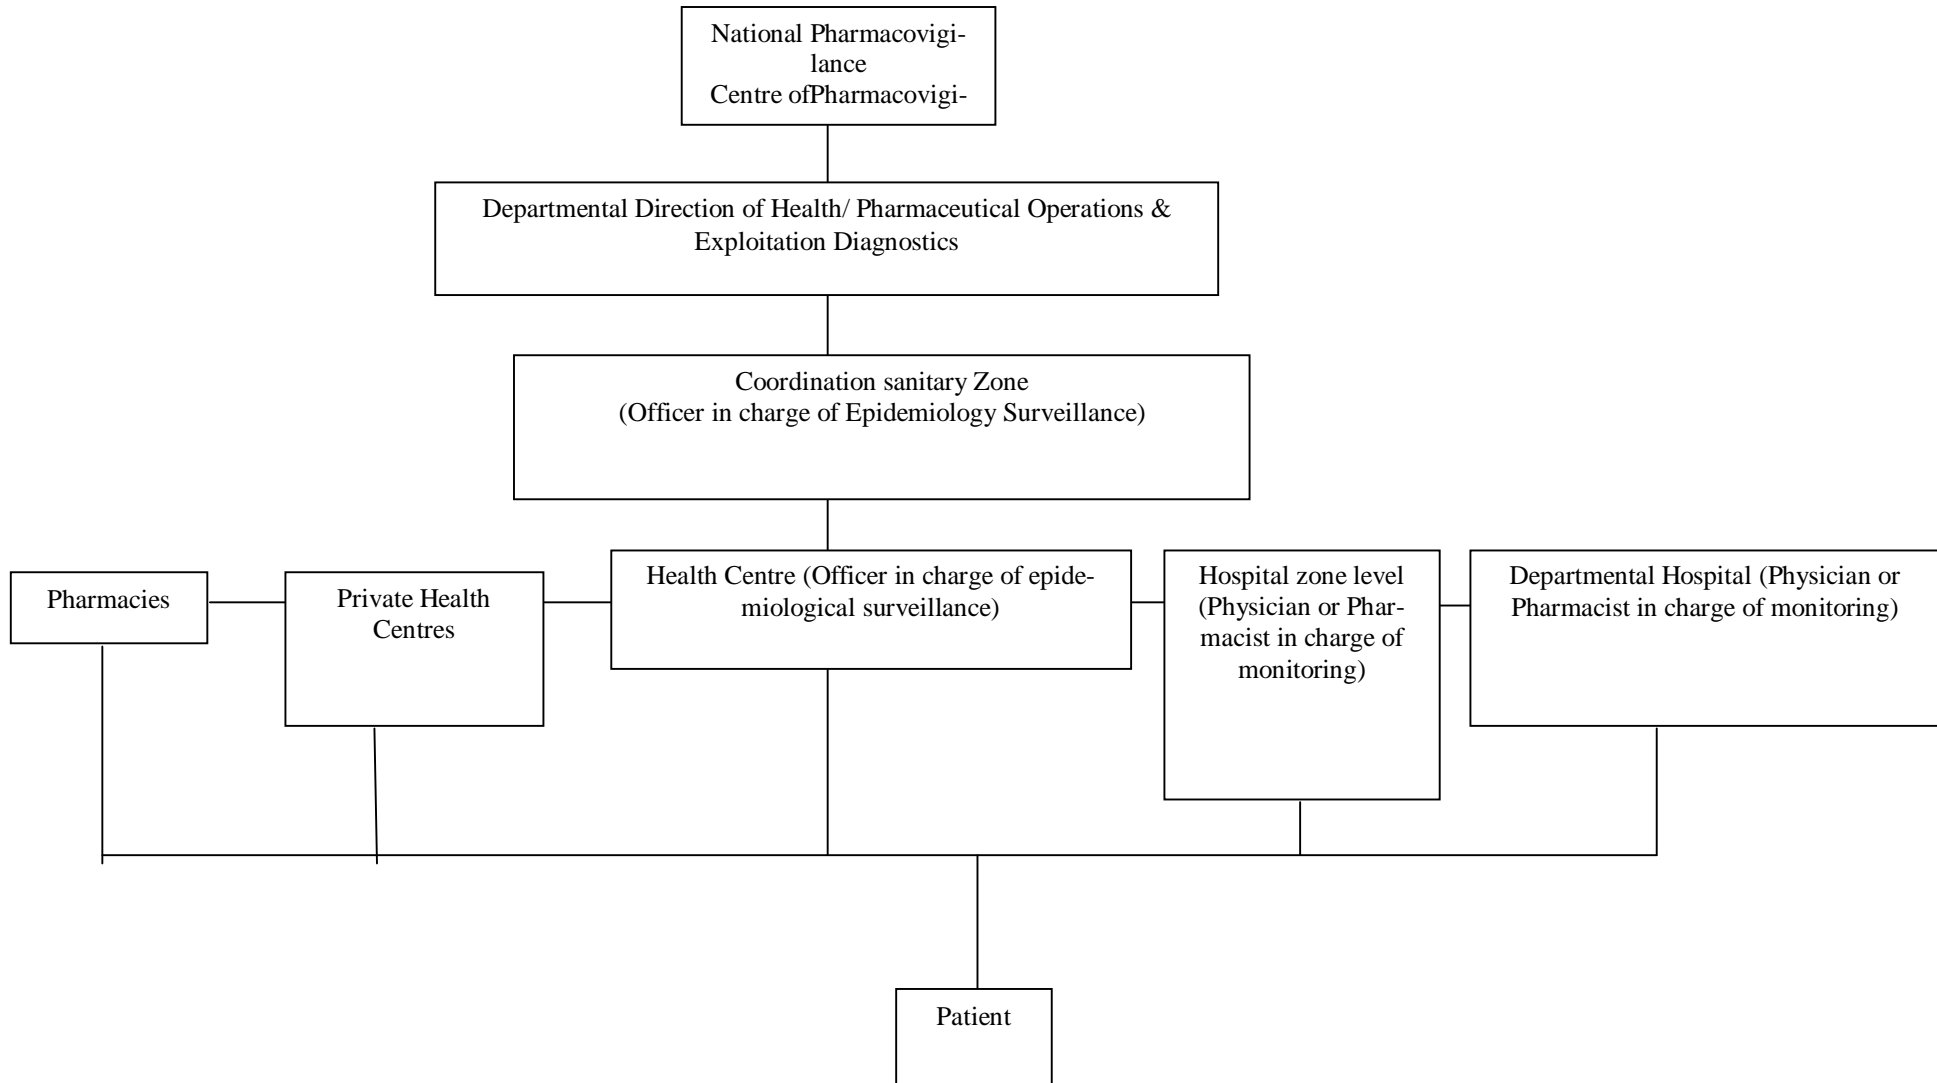 National Pharmacovigi-
lance
Centre ofPharmacovigi-
Departmental Direction of Health/ Pharmaceutical Operations &
Exploitation Diagnostics
Coordination sanitary Zone
(Officer in charge of Epidemiology Surveillance)
Pharmacies
Private Health
Centres
Health Centre (Officer in charge of epide-
miological surveillance)
Hospital zone level
(Physician or Phar-
macist in charge of
monitoring)
Departmental Hospital (Physician or
Pharmacist in charge of monitoring)
Patient